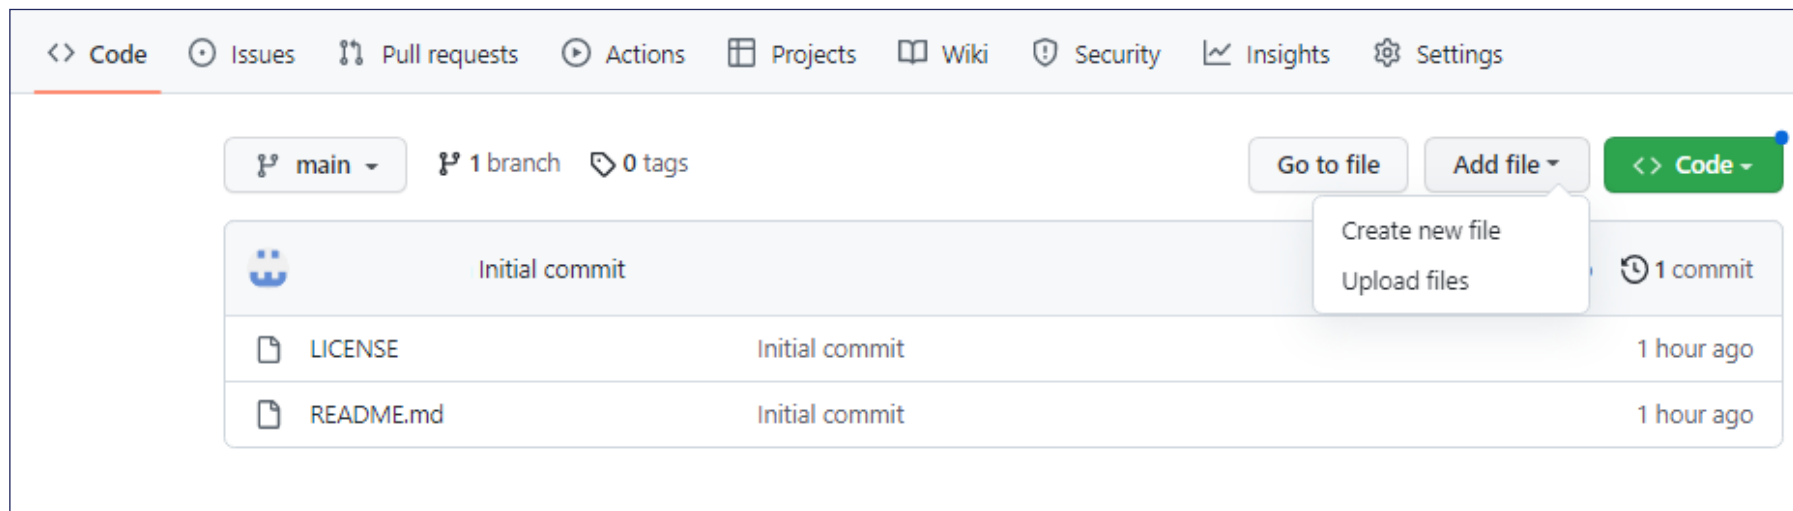 Code Issues Pull requests Actions Projects Wiki Security Insights Settings
main 1 branch 0 tags Go to file Add file Code
Create new file
Initial commit 1 commit
Upload files
LICENSE Initial commit 1 hour ago
README.md Initial commit 1 hour ago